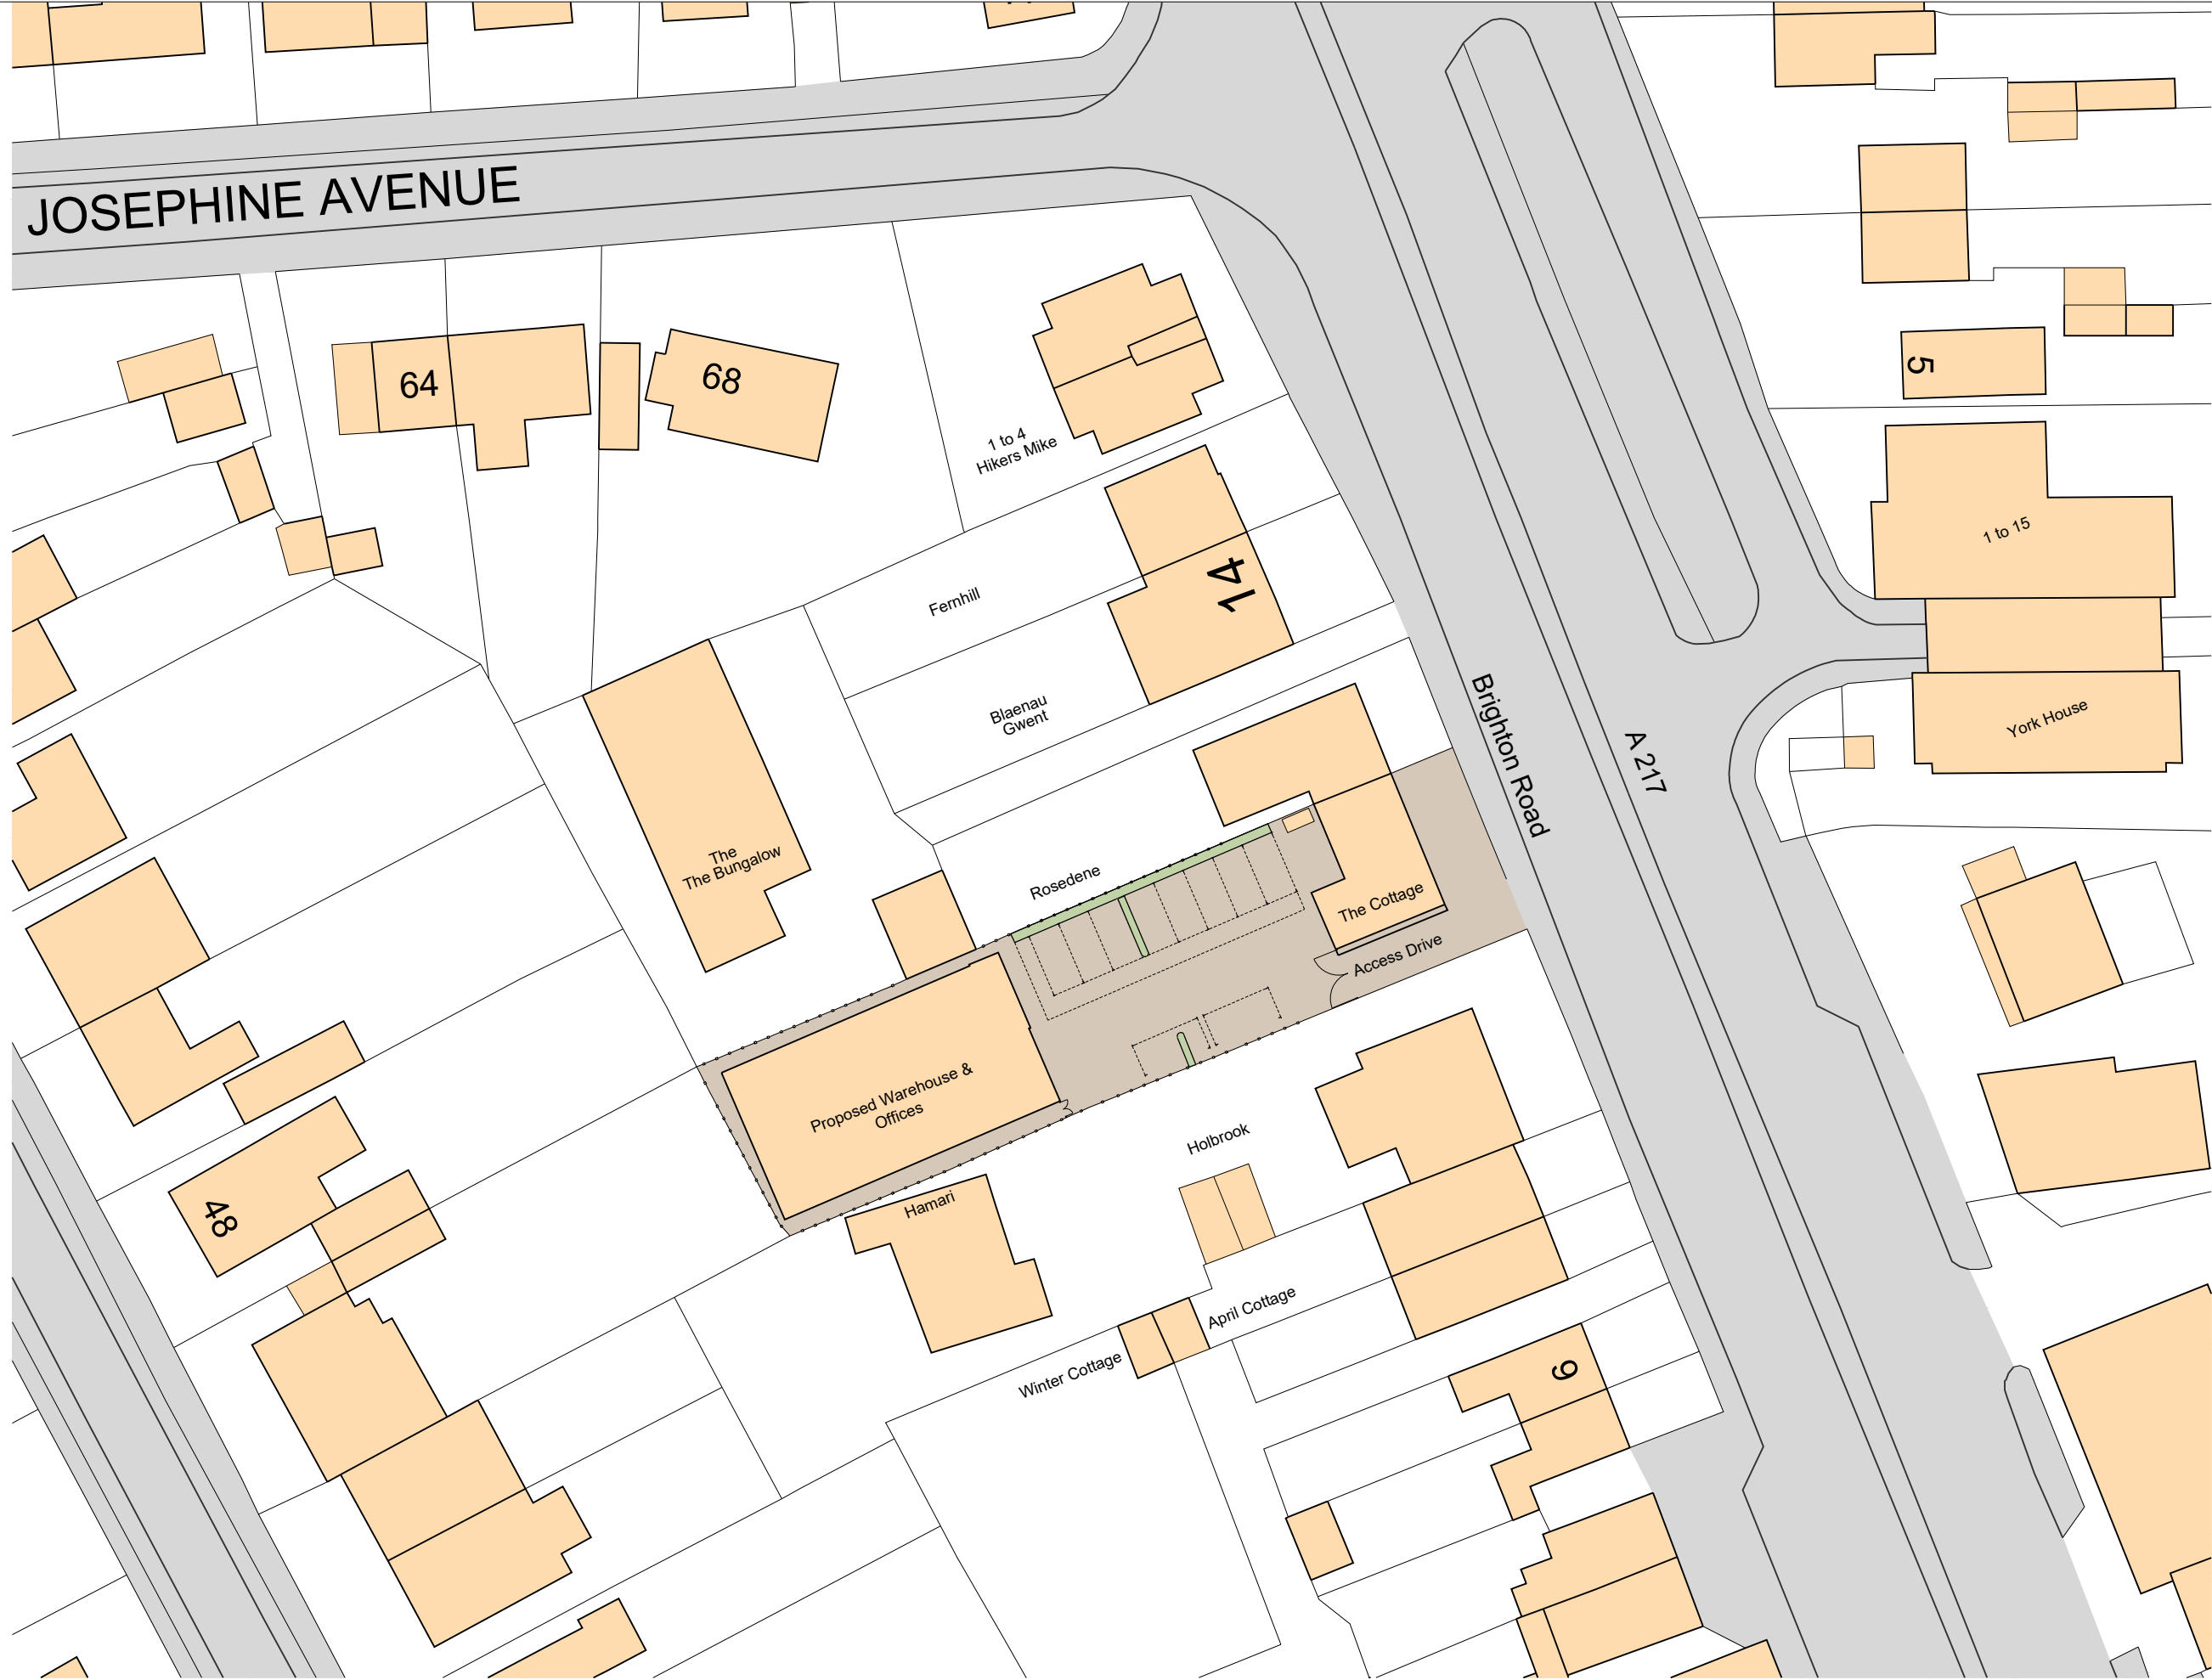 JOSEPHINE AVENUE
64
68
5
1 to 4
Hikers Mike
1 to 15
14
Fernhill
Blaenau
Gwent
Brighton Road
A 217
York House
The
The Bungalow
Rosedene
The Cottage
Access Drive
Proposed Warehouse &
Offices
Holbrook
Hamari
48
April Cottage
Winter Cottage
9